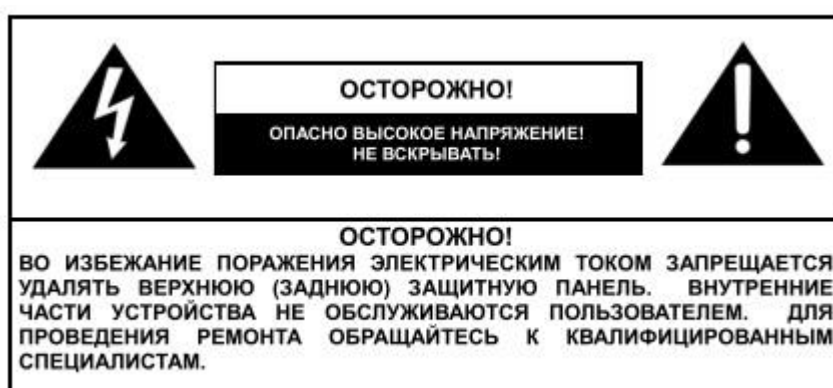 ОСТОРОЖНО!
ОПАСНО ВЫСОКОЕ НАПРЯЖЕНИЕ!
НЕ ВСКРЫВАТЬ!
ОСТОРОЖНО!
ВО ИЗБЕЖАНИЕ ПОРАЖЕНИЯ ЭЛЕКТРИЧЕСКИМ ТОКОМ ЗАПРЕЩАЕТСЯ
УДАЛЯТЬ ВЕРХНЮЮ (ЗАДНЮЮ) ЗАЩИТНУЮ ПАНЕЛЬ. ВНУТРЕННИЕ
ЧАСТИ УСТРОЙСТВА НЕ ОБСЛУЖИВАЮТСЯ ПОЛЬЗОВАТЕЛЕМ. ДЛЯ
ПРОВЕДЕНИЯ РЕМОНТА ОБРАЩАЙТЕСЬ К КВАЛИФИЦИРОВАННЫМ
СПЕЦИАЛИСТАМ.